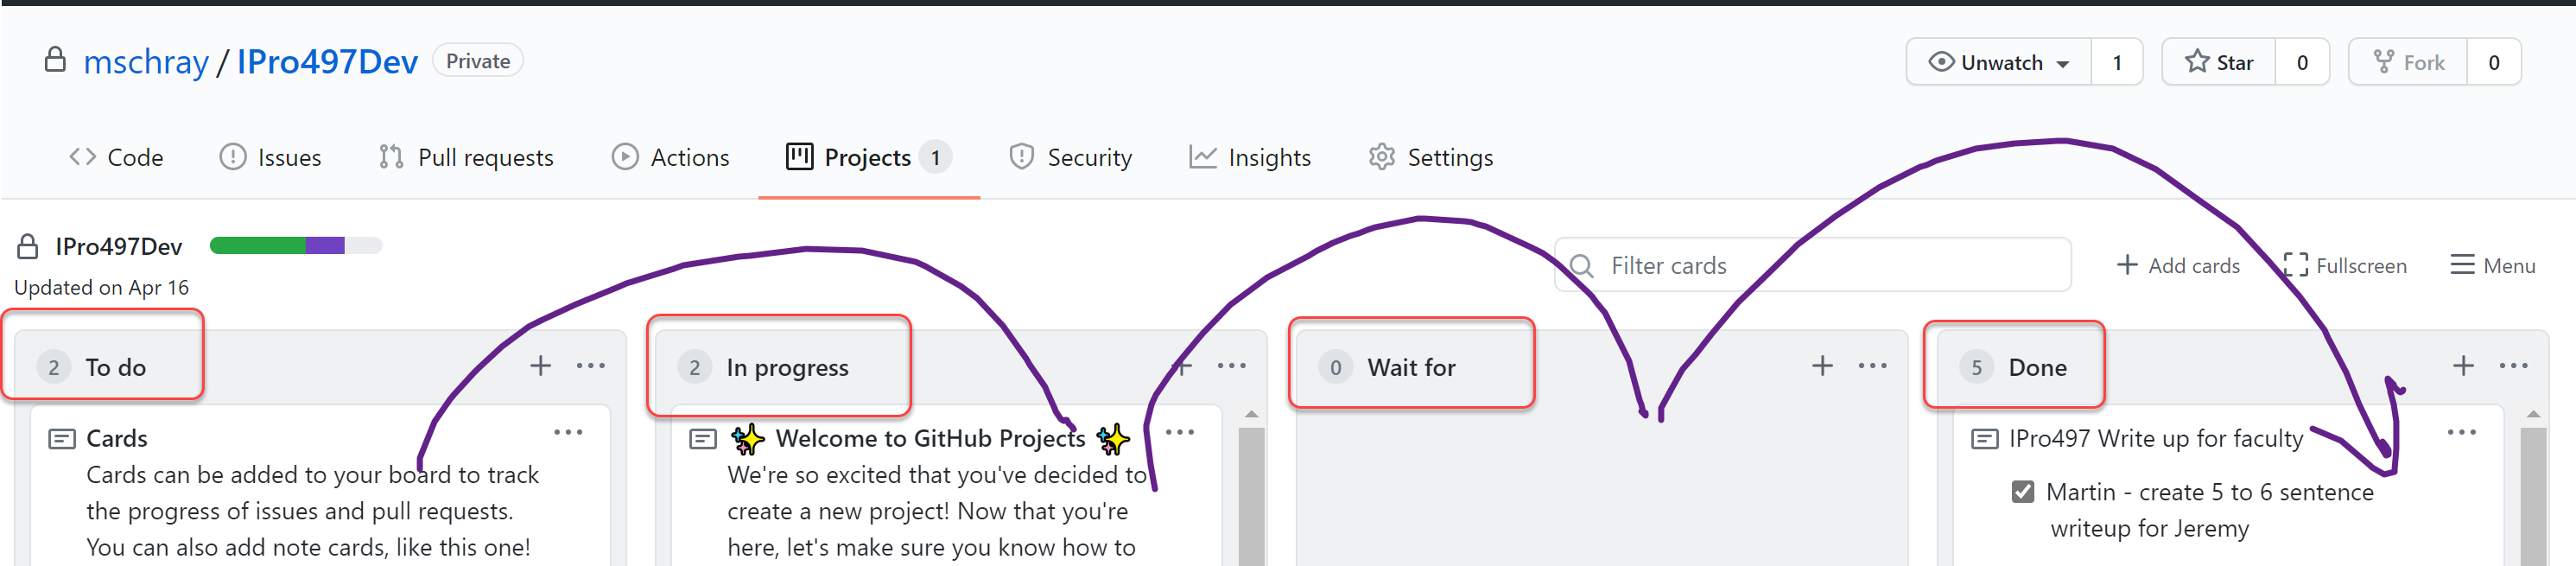 mschray / IPro497Dev Private
Unwatch 1 Star 0 Fork 0
Code Issues Pull requests Actions Projects 1 Security Insights Settings
IPro497Dev
Updated on Apr 16
Filter cards
+ Add cards Fullscreen Menu
2 To do + ...
Cards ...
Cards can be added to your board to track
the progress of issues and pull requests.
You can also add note cards, like this one!
2 In progress + ...
✨ Welcome to GitHub Projects ✨ ...
We're so excited that you've decided to
create a new project! Now that you're
here, let's make sure you know how to
0 Wait for + ...
5 Done + ...
IPro497 Write up for faculty ...
Martin - create 5 to 6 sentence
writeup for Jeremy